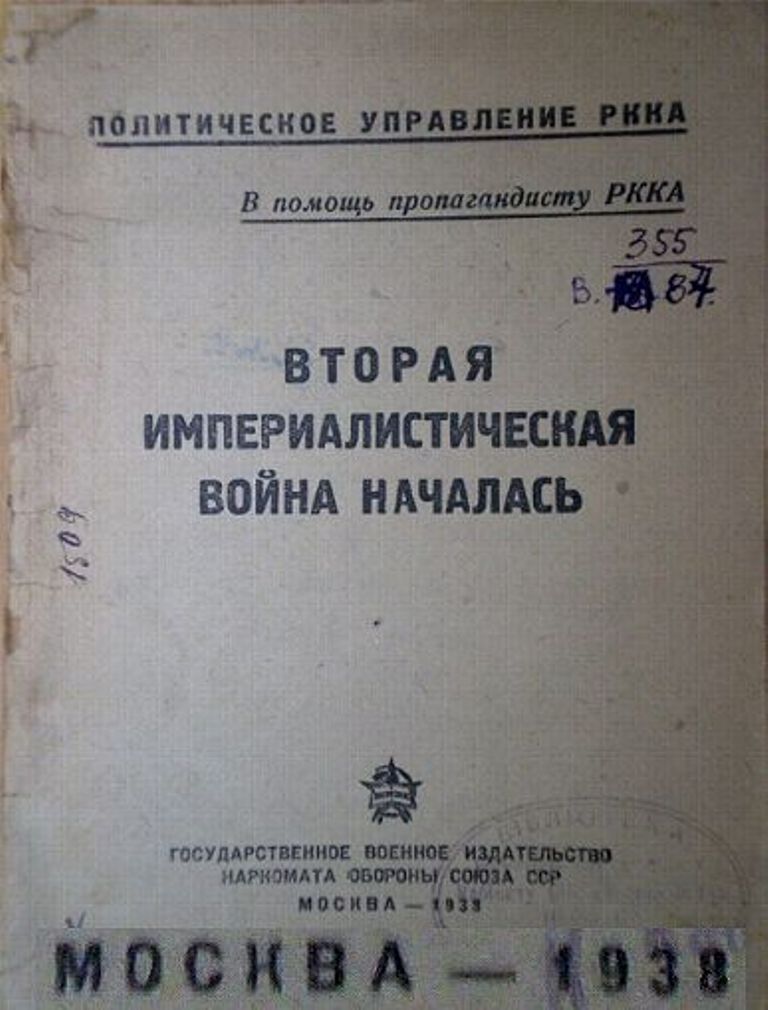 ПОЛИТИЧЕСКОЕ УПРАВЛЕНИЕ РККА
В помощь пропагандисту РККА
355
В. 87.
ВТОРАЯ
ИМПЕРИАЛИСТИЧЕСКАЯ
ВОЙНА НАЧАЛАСЬ
1509
ГОСУДАРСТВЕННОЕ ВОЕННОЕ ИЗДАТЕЛЬСТВО
НАРКОМАТА ОБОРОНЫ СОЮЗА ССР
МОСКВА — 1938
МОСКВА — 1938